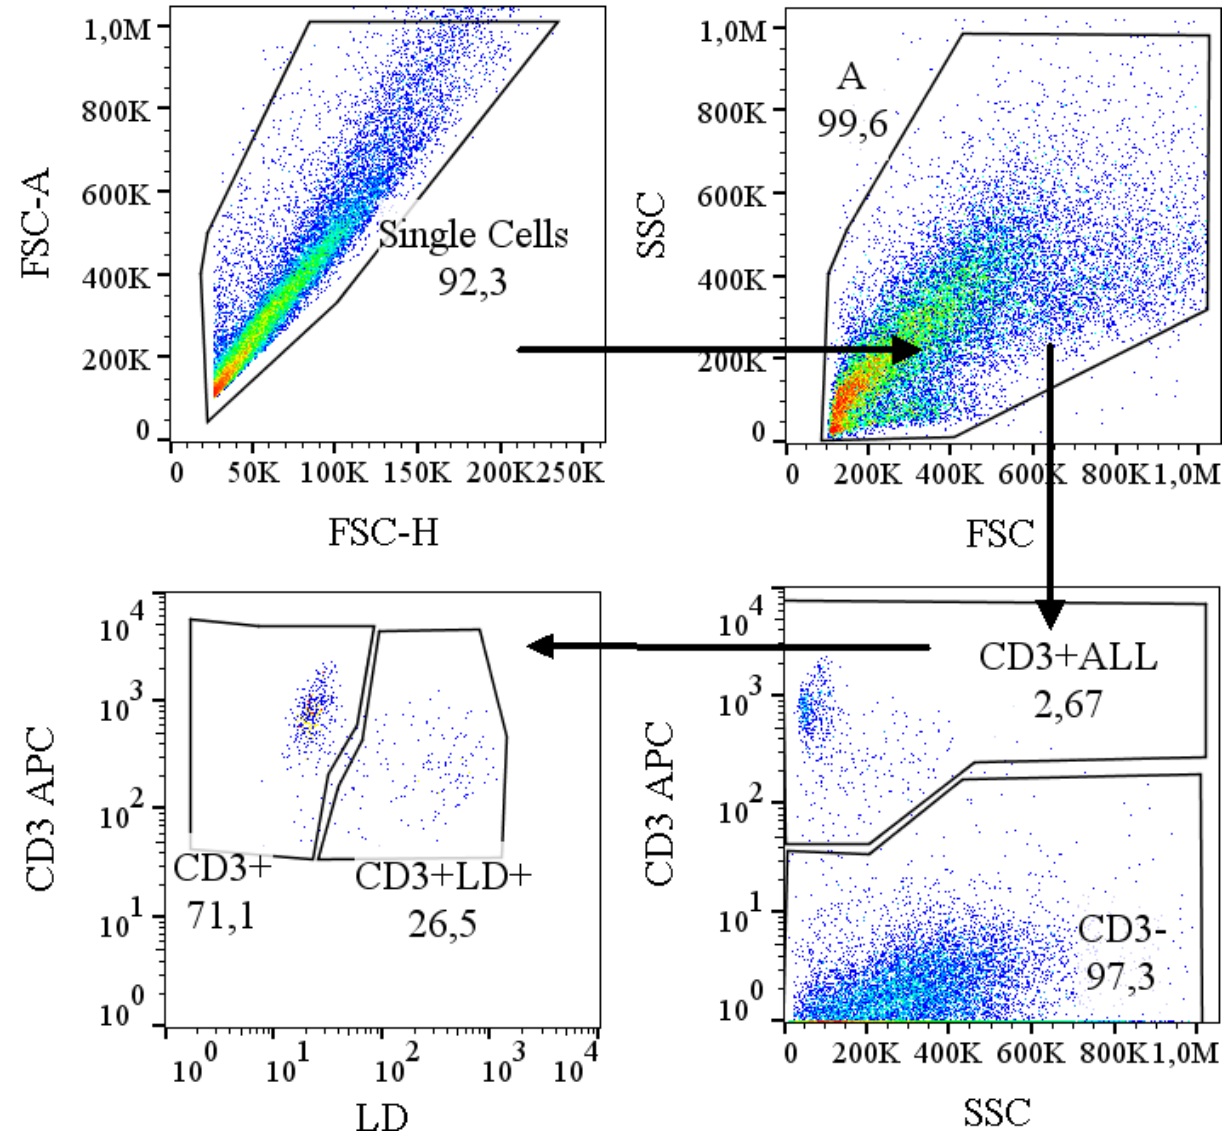 1,0M
800K
600K
400K
200K
0
FSC-A
Single Cells
92,3
0 50K 100K 150K 200K 250K
FSC-H
1,0M
800K
600K
400K
200K
0
SSC
A
99,6
0 200K 400K 600K 800K 1,0M
FSC
10^4
10^3
10^2
10^1
10^0
CD3 APC
CD3+
71,1
CD3+LD+
26,5
10^0 10^1 10^2 10^3 10^4
LD
10^4
10^3
10^2
10^1
10^0
CD3 APC
CD3+ALL
2,67
CD3-
97,3
0 200K 400K 600K 800K 1,0M
SSC